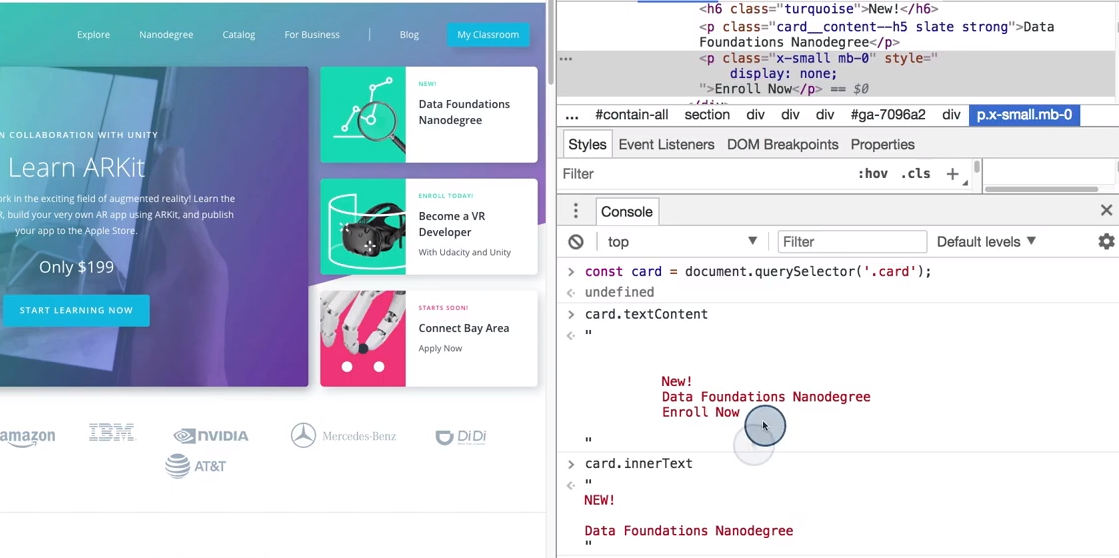 Explore Nanodegree Catalog For Business | Blog My Classroom
N COLLABORATION WITH UNITY
Learn ARKit
ork in the exciting field of augmented reality! Learn the
R, build your very own AR app using ARKit, and publish
your app to the Apple Store.
Only $199
START LEARNING NOW
NEW!
Data Foundations
Nanodegree
ENROLL TODAY!
Become a VR
Developer
With Udacity and Unity
STARTS SOON!
Connect Bay Area
Apply Now
amazon IBM NVIDIA Mercedes-Benz DiDi
AT&T
<h6 class="turquoise">New!</h6>
<p class="card__content--h5 slate strong">Data
Foundations Nanodegree</p>
<p class="x-small mb-0" style="
display: none;
">Enroll Now</p> == $0
... #contain-all section div div div #ga-7096a2 div p.x-small.mb-0
Styles Event Listeners DOM Breakpoints Properties
Filter :hov .cls +
Console
top Filter Default levels
> const card = document.querySelector('.card');
undefined
> card.textContent
"
New!
Data Foundations Nanodegree
Enroll Now
"
> card.innerText
"
NEW!
Data Foundations Nanodegree
"